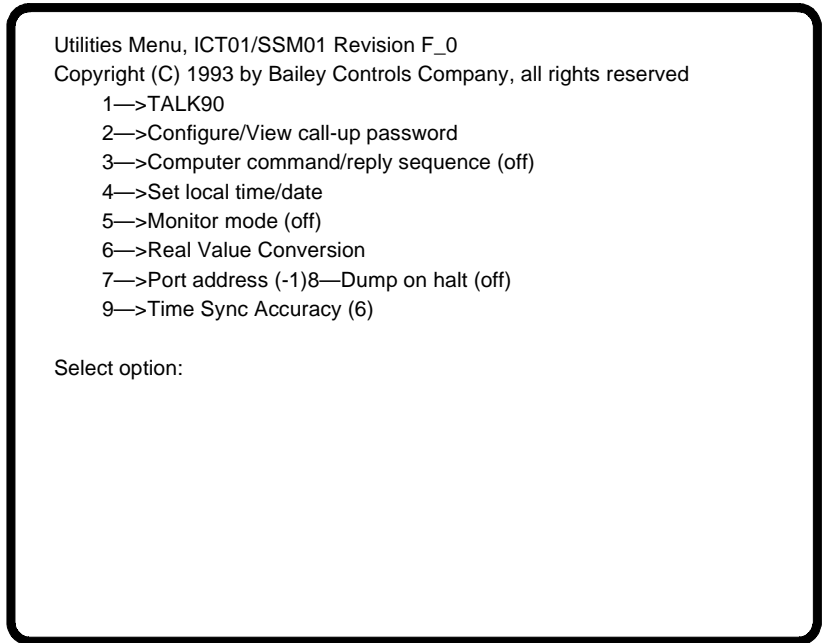 Utilities Menu, ICT01/SSM01 Revision F_0
Copyright (C) 1993 by Bailey Controls Company, all rights reserved
1—>TALK90
2—>Configure/View call-up password
3—>Computer command/reply sequence (off)
4—>Set local time/date
5—>Monitor mode (off)
6—>Real Value Conversion
7—>Port address (-1)8—Dump on halt (off)
9—>Time Sync Accuracy (6)
Select option: